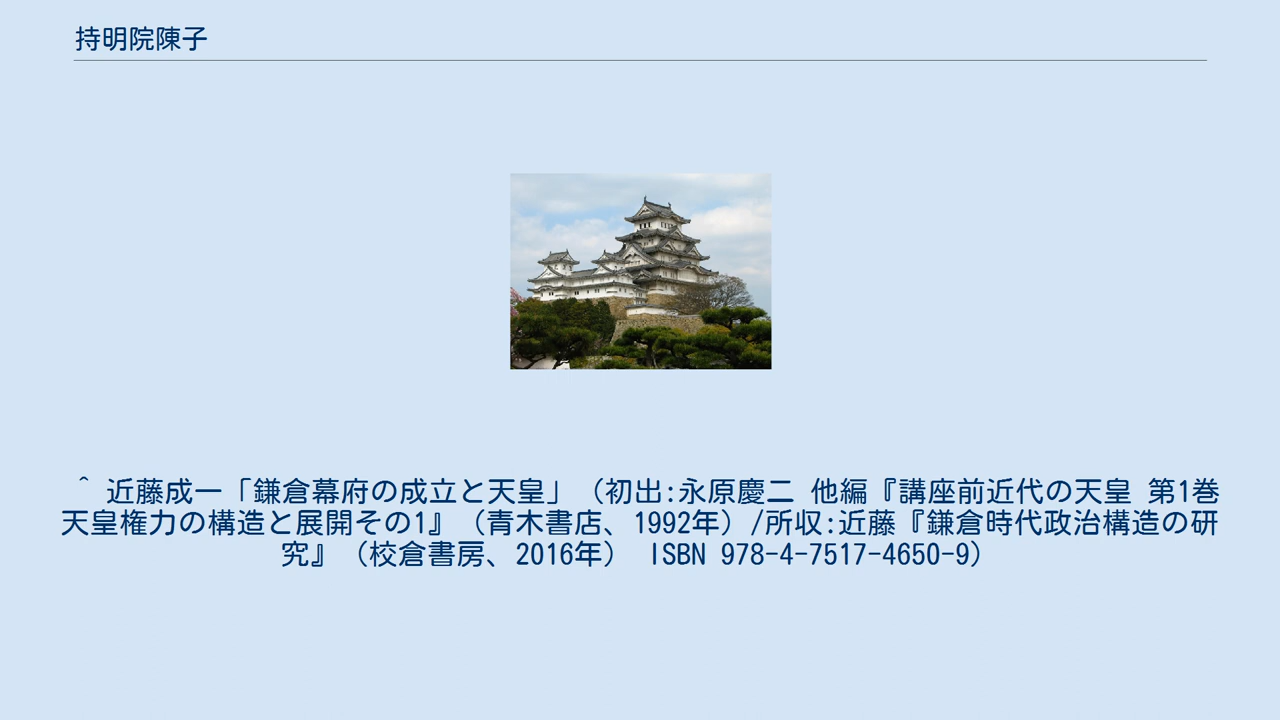 持明院陳子
^ 近藤成一「鎌倉幕府の成立と天皇」（初出:永原慶二 他編『講座前近代の天皇 第1巻
天皇権力の構造と展開その1』（青木書店、1992年）/所収:近藤『鎌倉時代政治構造の研
究』（校倉書房、2016年） ISBN 978-4-7517-4650-9）